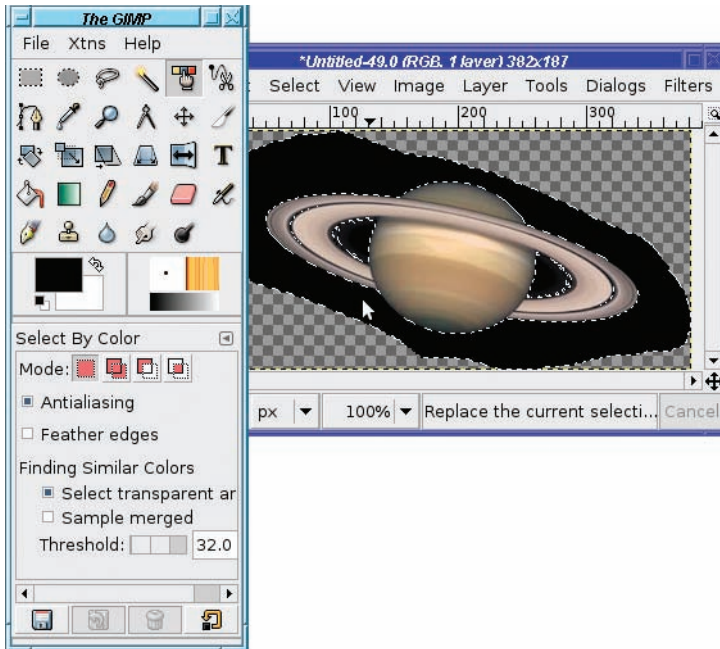 The GIMP
File Xtns Help
T
Select By Color
Mode:
Antialiasing
Feather edges
Finding Similar Colors
Select transparent ar
Sample merged
Threshold: 32.0
*Untitled-49.0 (RGB, 1 layer) 382x187
Select View Image Layer Tools Dialogs Filters
100 200 300
px 100% Replace the current selecti... Cancel